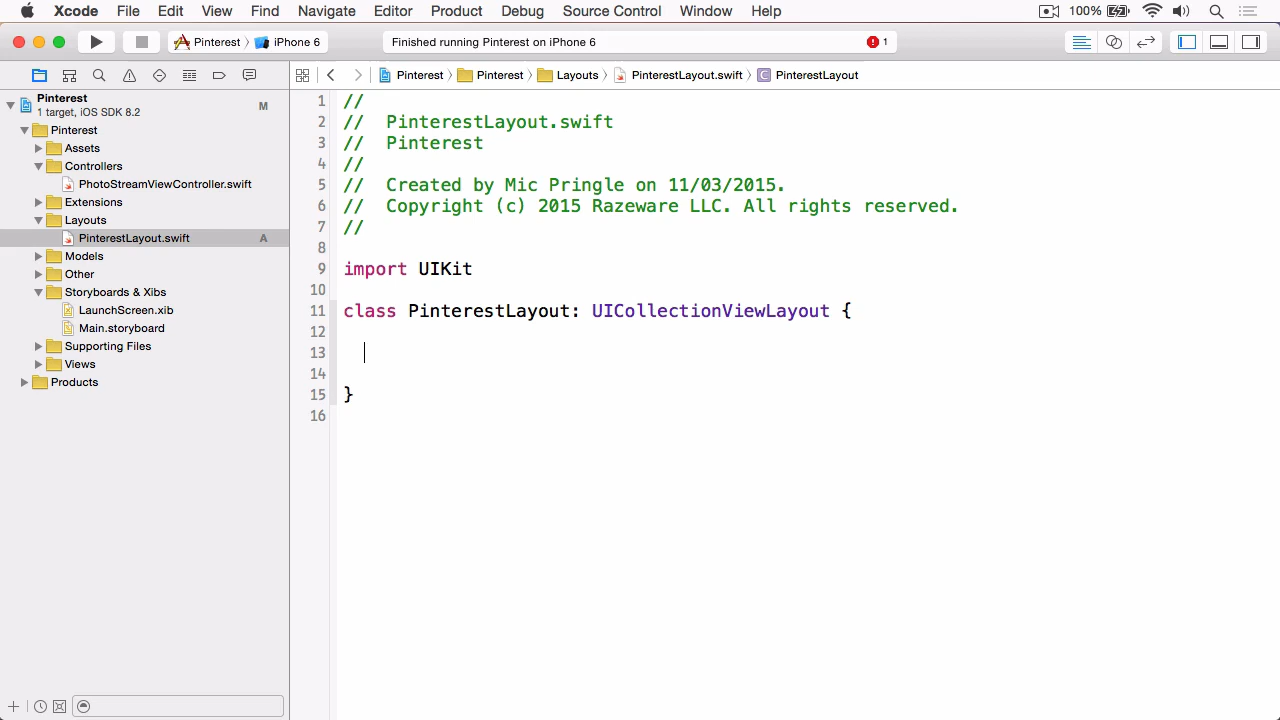 Xcode File Edit View Find Navigate Editor Product Debug Source Control Window Help 100%
Pinterest iPhone 6 Finished running Pinterest on iPhone 6 1
Pinterest Pinterest Layouts PinterestLayout.swift C PinterestLayout
Pinterest
1 target, iOS SDK 8.2 M
Pinterest
Assets
Controllers
PhotoStreamViewController.swift
Extensions
Layouts
PinterestLayout.swift A
Models
Other
Storyboards & Xibs
LaunchScreen.xib
Main.storyboard
Supporting Files
Views
Products
1 //
2 //  PinterestLayout.swift
3 //  Pinterest
4 //
5 //  Created by Mic Pringle on 11/03/2015.
6 //  Copyright (c) 2015 Razeware LLC. All rights reserved.
7 //
8
9 import UIKit
10
11 class PinterestLayout: UICollectionViewLayout {
12
13
14
15 }
16